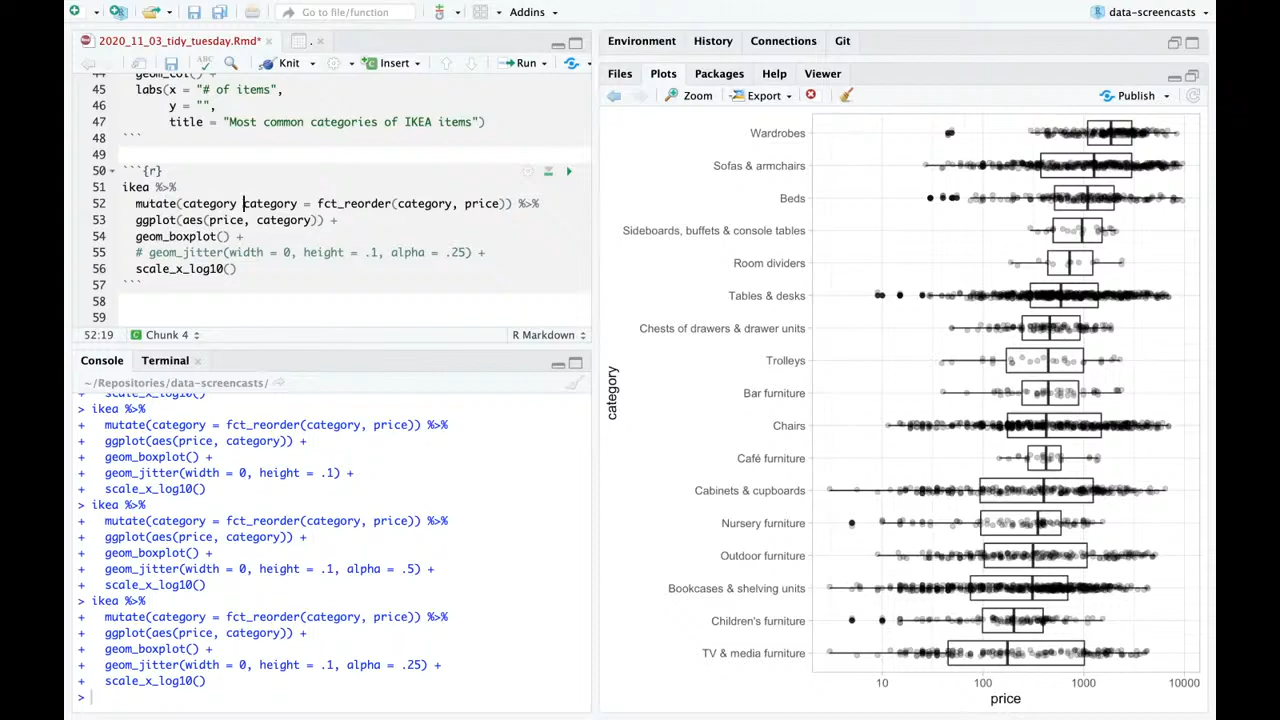 Go to file/function
Addins
data-screencasts
2020_11_03_tidy_tuesday.Rmd*
.
ABC
Knit
Insert
Run
45 labs(x = "# of items",
46 y = "",
47 title = "Most common categories of IKEA items")
48 ```
49
50 ```{r}
51 ikea %>%
52 mutate(category category = fct_reorder(category, price)) %>%
53 ggplot(aes(price, category)) +
54 geom_boxplot() +
55 # geom_jitter(width = 0, height = .1, alpha = .25) +
56 scale_x_log10()
57 ```
58
59
52:19 Chunk 4 R Markdown
Console Terminal
~/Repositories/data-screencasts/
+ scale_x_log10()
> ikea %>%
+ mutate(category = fct_reorder(category, price)) %>%
+ ggplot(aes(price, category)) +
+ geom_boxplot() +
+ geom_jitter(width = 0, height = .1) +
+ scale_x_log10()
> ikea %>%
+ mutate(category = fct_reorder(category, price)) %>%
+ ggplot(aes(price, category)) +
+ geom_boxplot() +
+ geom_jitter(width = 0, height = .1, alpha = .5) +
+ scale_x_log10()
> ikea %>%
+ mutate(category = fct_reorder(category, price)) %>%
+ ggplot(aes(price, category)) +
+ geom_boxplot() +
+ geom_jitter(width = 0, height = .1, alpha = .25) +
+ scale_x_log10()
>
Environment History Connections Git
Files Plots Packages Help Viewer
Zoom Export Publish
Wardrobes
Sofas & armchairs
Beds
Sideboards, buffets & console tables
Room dividers
Tables & desks
Chests of drawers & drawer units
Trolleys
Bar furniture
Chairs
Café furniture
Cabinets & cupboards
Nursery furniture
Outdoor furniture
Bookcases & shelving units
Children's furniture
TV & media furniture
category
10 100 1000 10000
price